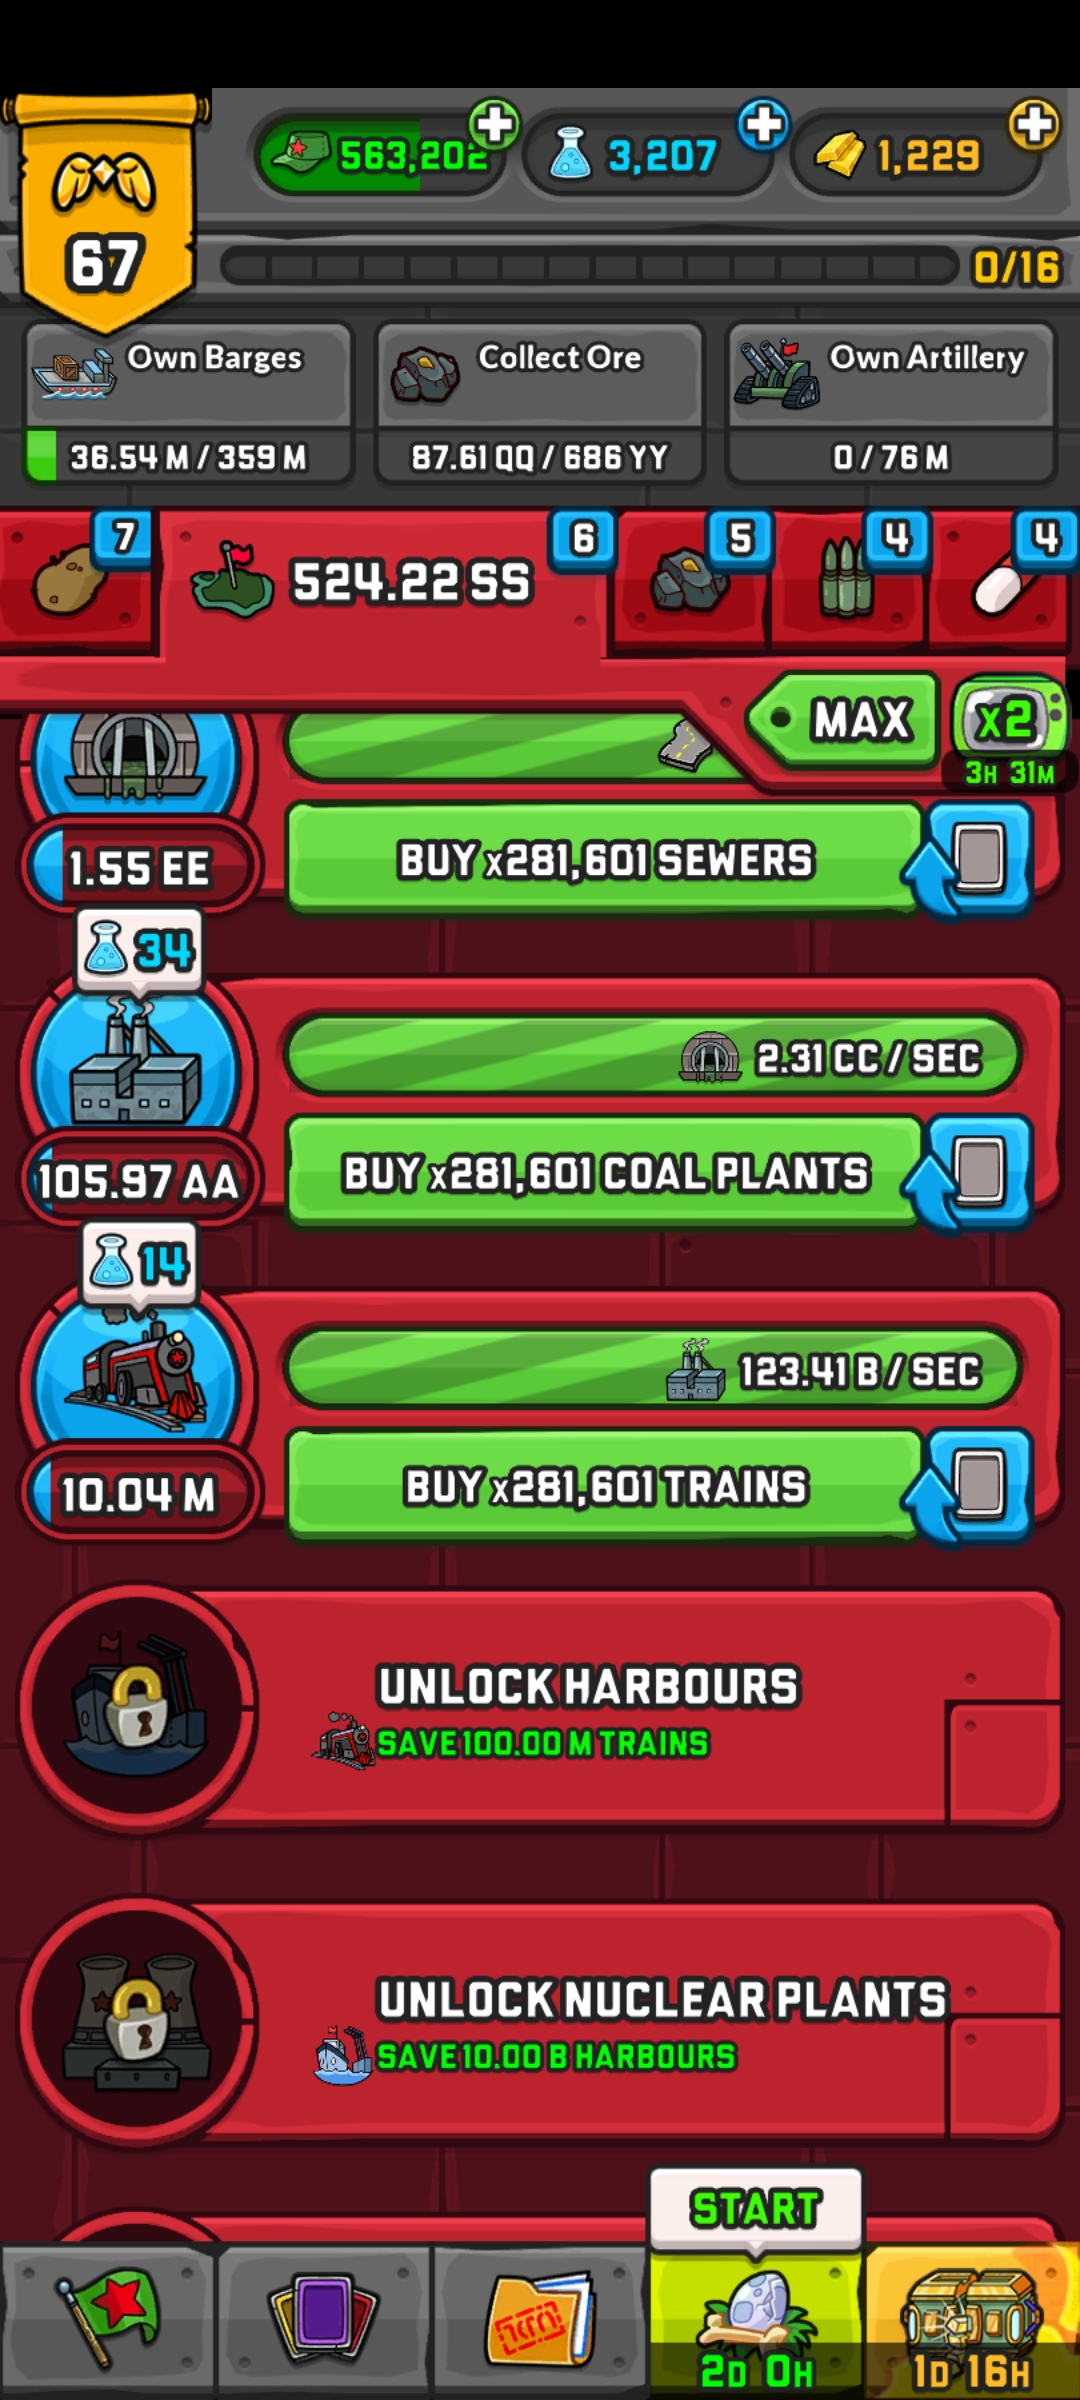 563,202
3,207
1,229
67
0/16
Own Barges
36.54 M / 359 M
Collect Ore
87.61 QQ / 686 YY
Own Artillery
0 / 76 M
7
524.22 SS
6
5
4
4
MAX
x2
3H 31M
1.55 EE
BUY x281,601 SEWERS
34
2.31 CC / SEC
105.97 AA
BUY x281,601 COAL PLANTS
14
123.41 B / SEC
10.04 M
BUY x281,601 TRAINS
UNLOCK HARBOURS
SAVE 100.00 M TRAINS
UNLOCK NUCLEAR PLANTS
SAVE 10.00 B HARBOURS
START
2D 0H
1D 16H